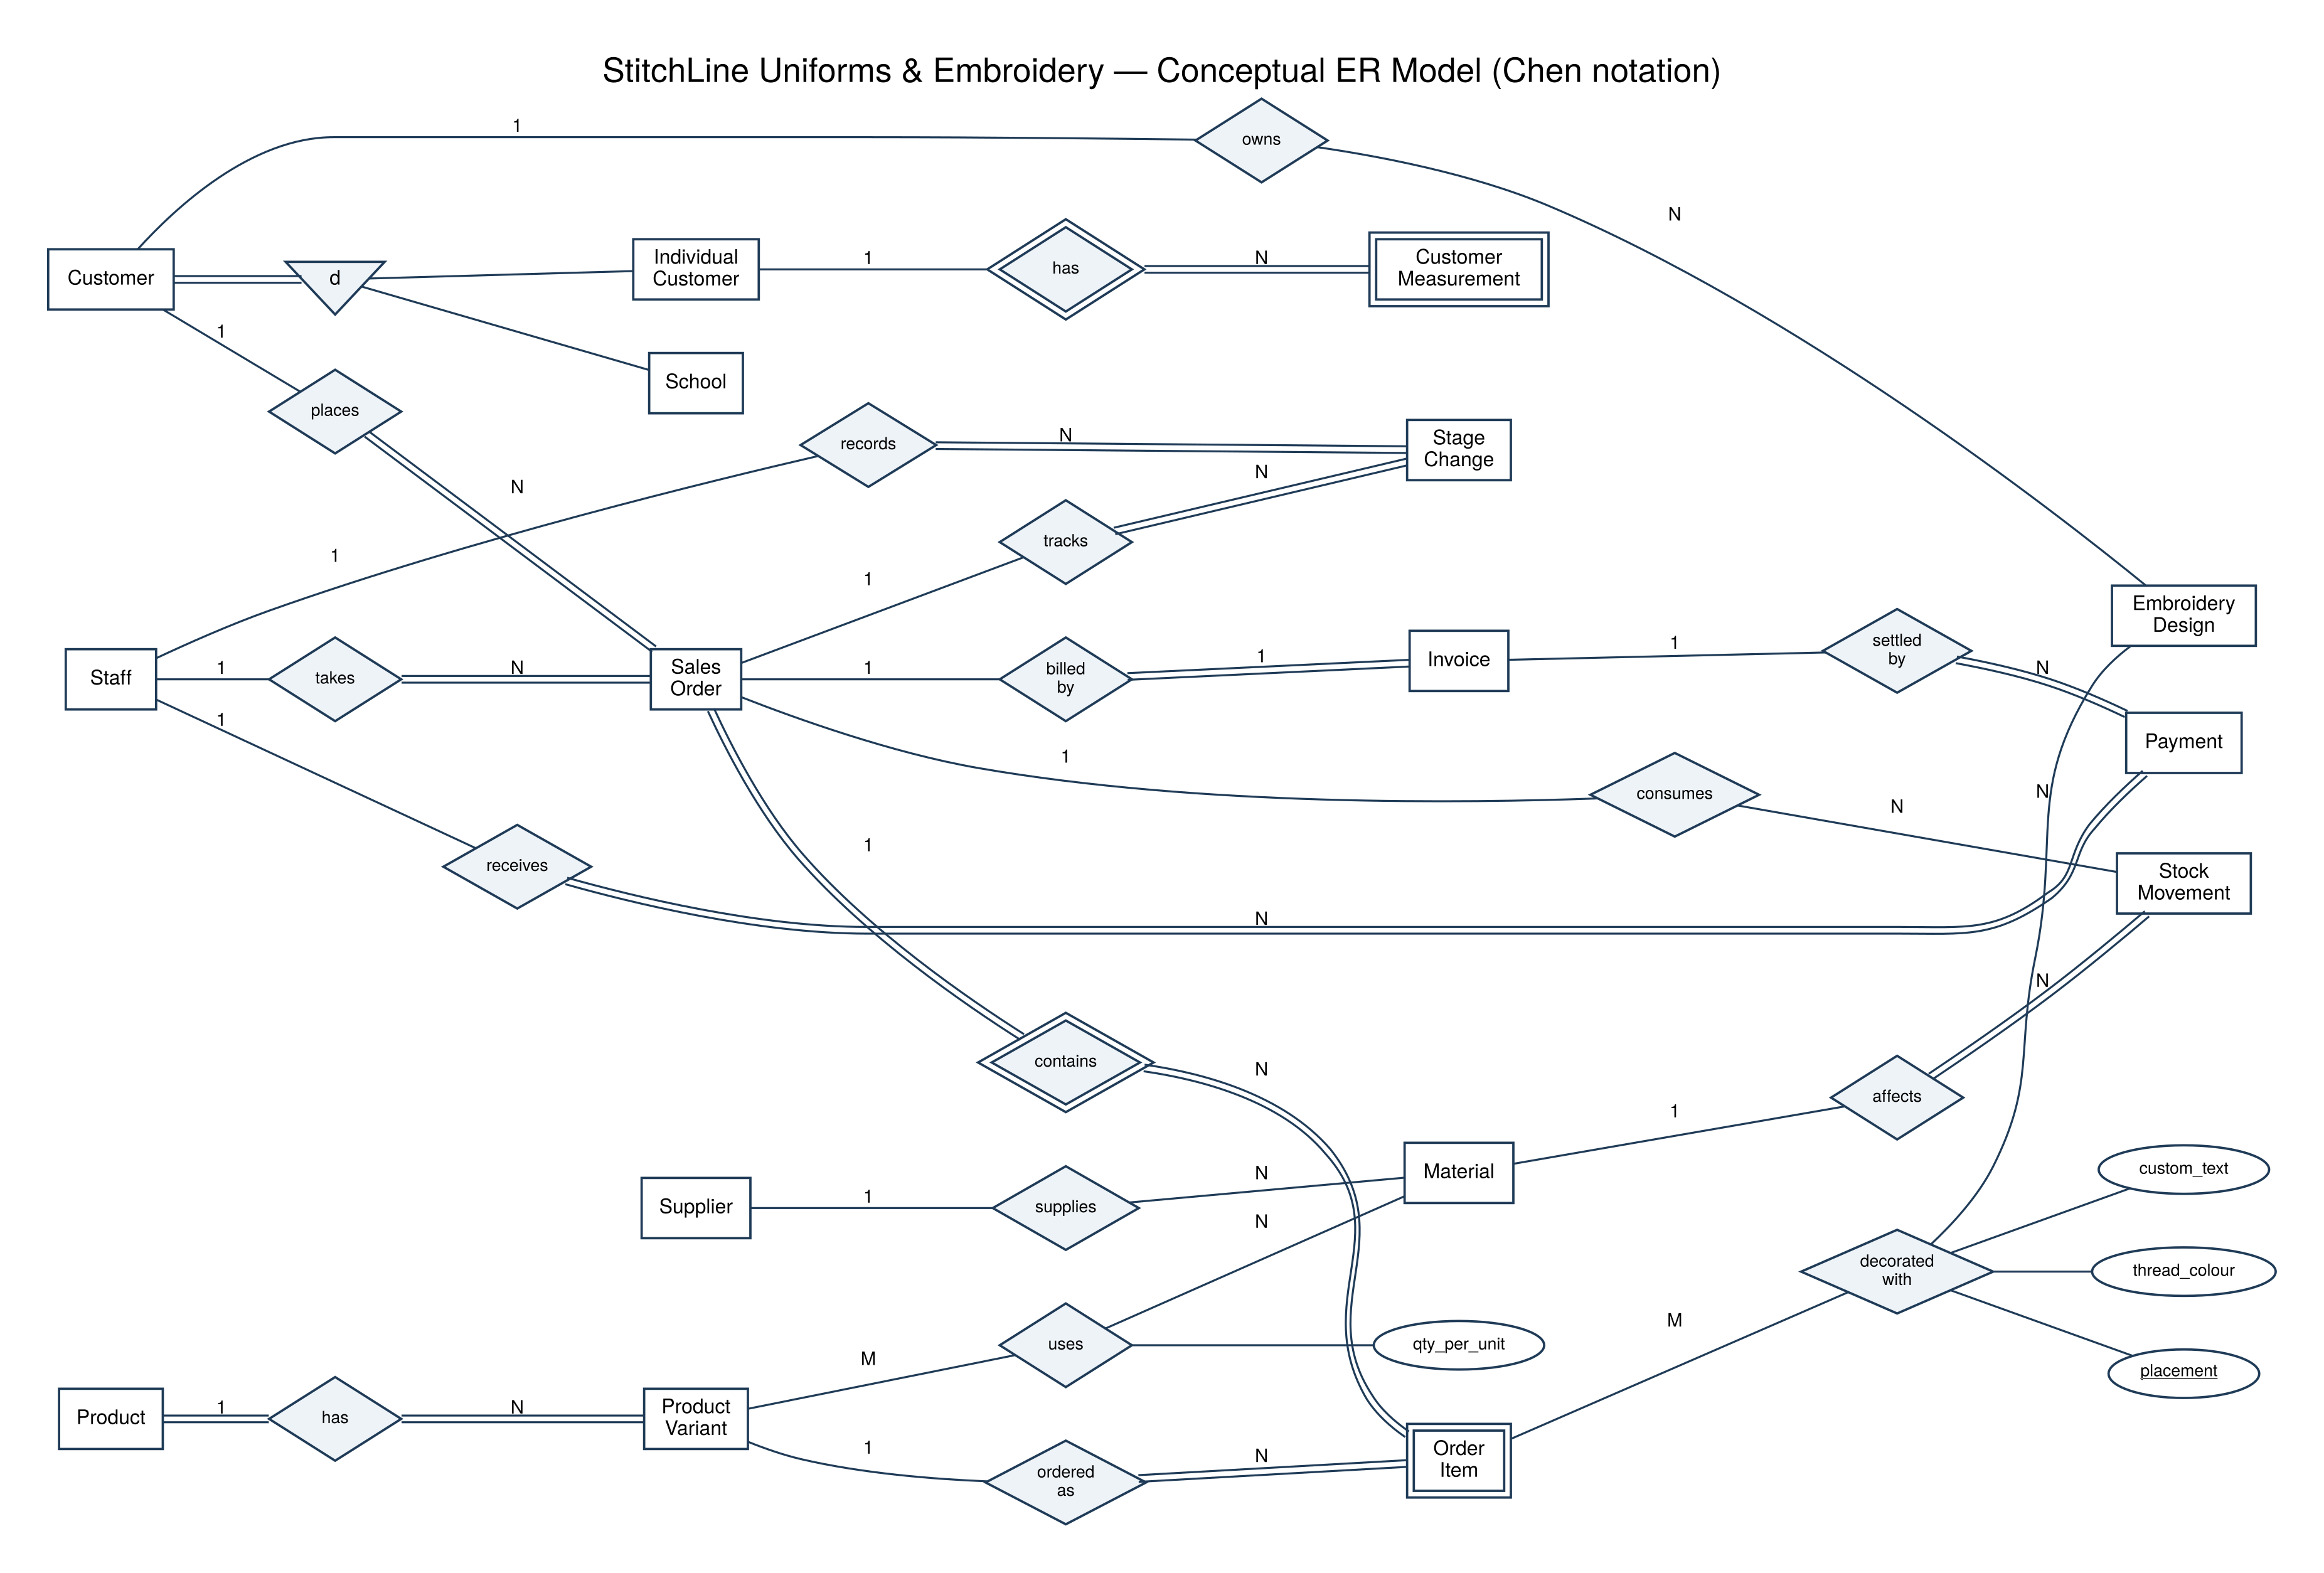 StitchLine Uniforms & Embroidery — Conceptual ER Model (Chen notation)
1
owns
N
Customer
d
Individual
Customer
1
has
N
Customer
Measurement
1
School
places
N
records
N
Stage
Change
N
1
tracks
1
Embroidery
Design
Staff
1
takes
N
Sales
Order
1
billed
by
1
Invoice
1
settled
by
N
Payment
1
1
consumes
N
N
Stock
Movement
receives
1
N
N
contains
N
affects
1
Material
custom_text
Supplier
1
supplies
N
N
decorated
with
thread_colour
uses
qty_per_unit
M
M
placement
Product
1
has
N
Product
Variant
1
ordered
as
N
Order
Item